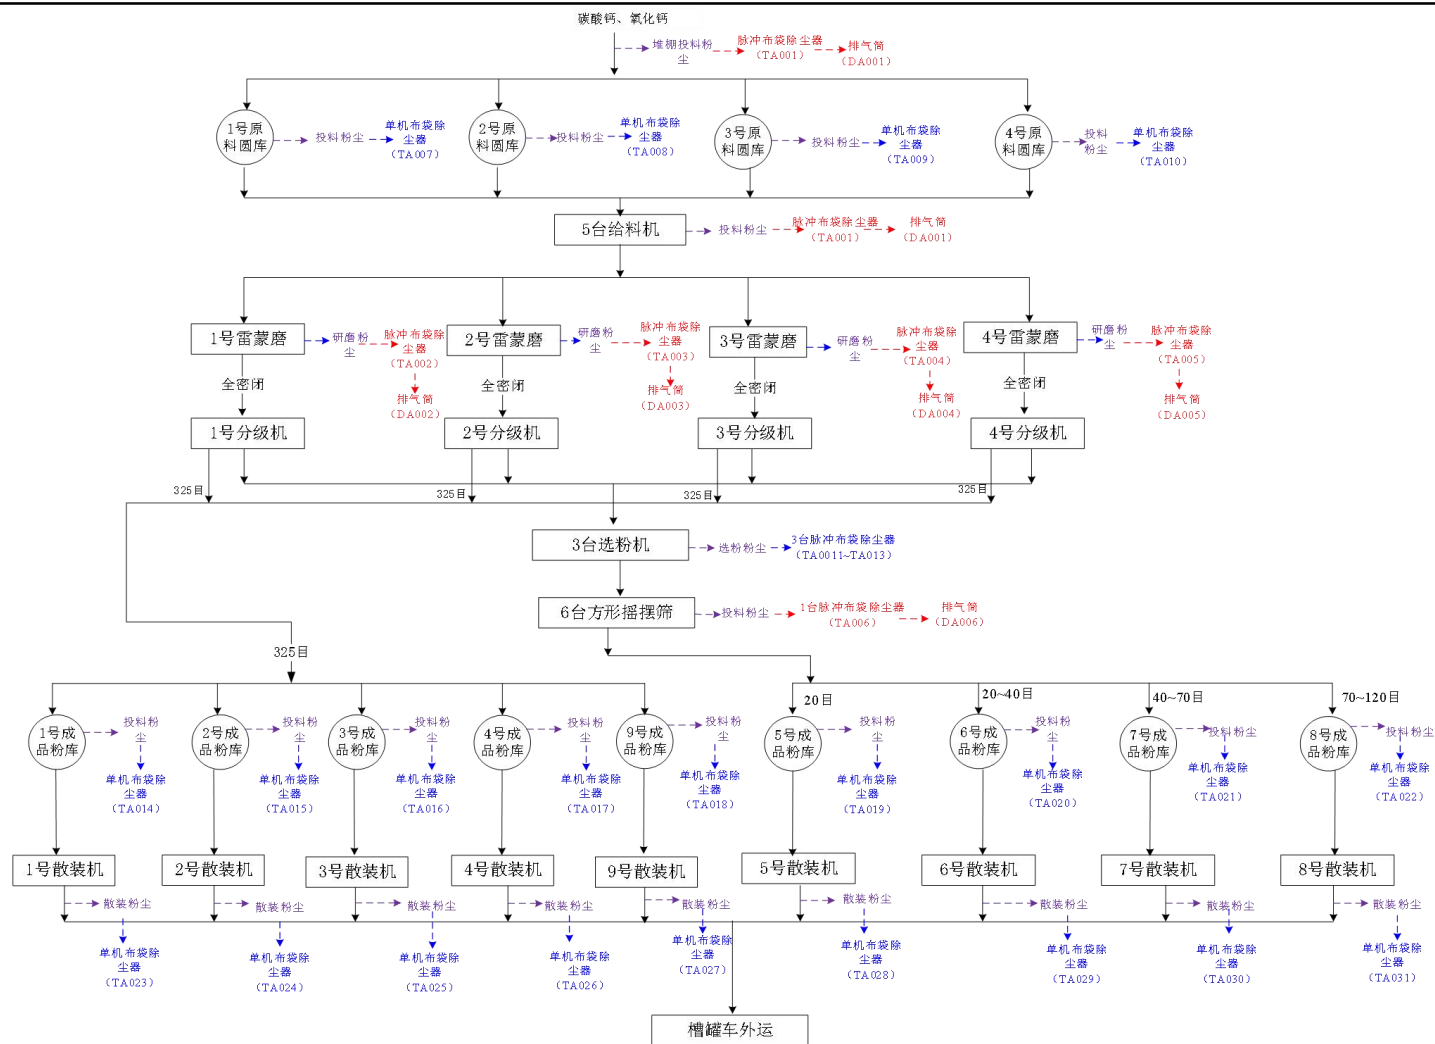 碳酸钙、氧化钙
堆棚投料粉
尘
脉冲布袋除尘器
（TA001）
排气筒
（DA001）
1号原
料圆库
投料粉尘
单机布袋除
尘器
（TA007）
2号原
料圆库
投料粉尘
单机布袋除
尘器
（TA008）
3号原
料圆库
投料粉尘
单机布袋除
尘器
（TA009）
4号原
料圆库
投料
粉尘
单机布袋除
尘器
（TA010）
5台给料机
投料粉尘
脉冲布袋除尘器
（TA001）
排气筒
（DA001）
1号雷蒙磨
研磨粉
尘
脉冲布袋除
尘器
（TA002）
排气筒
（DA002）
2号雷蒙磨
研磨粉
尘
脉冲布袋除
尘器
（TA003）
排气筒
（DA003）
3号雷蒙磨
研磨粉
尘
脉冲布袋除
尘器
（TA004）
排气筒
（DA004）
4号雷蒙磨
研磨粉
尘
脉冲布袋除
尘器
（TA005）
排气筒
（DA005）
全密闭
全密闭
全密闭
全密闭
1号分级机
2号分级机
3号分级机
4号分级机
325目
325目
325目
325目
3台选粉机
选粉粉尘
3台脉冲布袋除尘器
（TA0011~TA013）
6台方形摇摆筛
投料粉尘
1台脉冲布袋除尘器
（TA006）
排气筒
（DA006）
325目
20目
20~40目
40~70目
70~120目
1号成
品粉库
投料粉
尘
单机布袋除
尘器
（TA014）
2号成
品粉库
投料粉
尘
单机布袋除
尘器
（TA015）
3号成
品粉库
投料粉
尘
单机布袋除
尘器
（TA016）
4号成
品粉库
投料粉
尘
单机布袋除
尘器
（TA017）
9号成
品粉库
投料粉
尘
单机布袋除
尘器
（TA018）
5号成
品粉库
投料粉
尘
单机布袋除
尘器
（TA019）
6号成
品粉库
投料粉
尘
单机布袋除
尘器
（TA020）
7号成
品粉库
投料粉尘
单机布袋除
尘器
（TA021）
8号成
品粉库
投料粉尘
单机布袋除
尘器
（TA022）
1号散装机
2号散装机
3号散装机
4号散装机
9号散装机
5号散装机
6号散装机
7号散装机
8号散装机
散装粉尘
单机布袋除
尘器
（TA023）
散装粉尘
单机布袋除
尘器
（TA024）
散装粉尘
单机布袋除
尘器
（TA025）
散装粉尘
单机布袋除
尘器
（TA026）
散装粉尘
单机布袋除
尘器
（TA027）
散装粉尘
单机布袋除
尘器
（TA028）
散装粉尘
单机布袋除
尘器
（TA029）
散装粉尘
单机布袋除
尘器
（TA030）
散装粉尘
单机布袋除
尘器
（TA031）
槽罐车外运